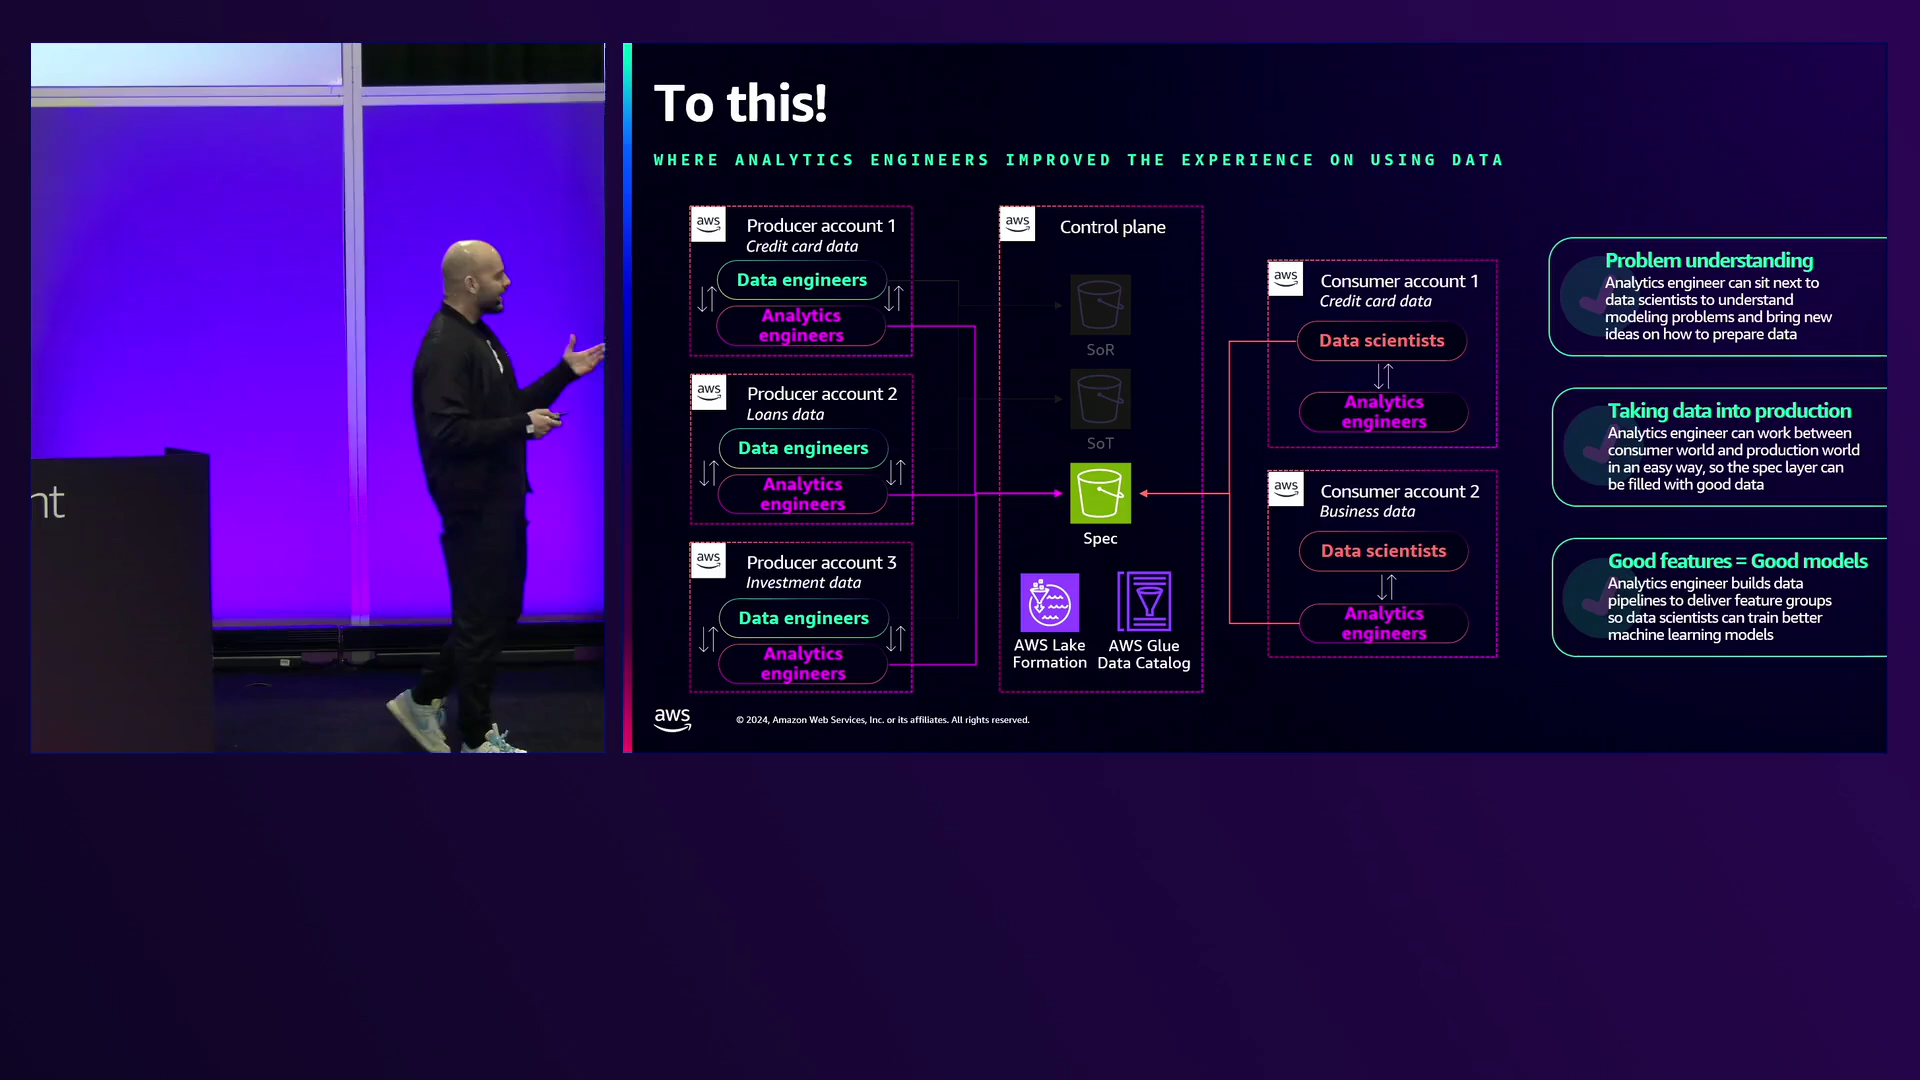 nt
To this!
WHERE ANALYTICS ENGINEERS IMPROVED THE EXPERIENCE ON USING DATA
aws
Producer account 1
Credit card data
Data engineers
Analytics
engineers
aws
Producer account 2
Loans data
Data engineers
Analytics
engineers
aws
Producer account 3
Investment data
Data engineers
Analytics
engineers
aws
Control plane
SoR
SoT
Spec
AWS Lake
Formation
AWS Glue
Data Catalog
aws
Consumer account 1
Credit card data
Data scientists
Analytics
engineers
aws
Consumer account 2
Business data
Data scientists
Analytics
engineers
Problem understanding
Analytics engineer can sit next to
data scientists to understand
modeling problems and bring new
ideas on how to prepare data
Taking data into production
Analytics engineer can work between
consumer world and production world
in an easy way, so the spec layer can
be filled with good data
Good features = Good models
Analytics engineer builds data
pipelines to deliver feature groups
so data scientists can train better
machine learning models
aws
© 2024, Amazon Web Services, Inc. or its affiliates. All rights reserved.